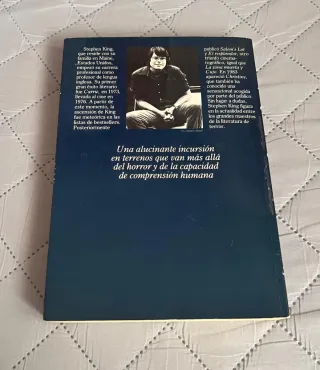 Stephen King,
que reside con su
familia en Maine,
Estados Unidos,
empezó su carrera
profesional como
profesor de lengua
inglesa. Su primer
gran éxito literario
fue Carrie, en 1973,
llevada al cine en
1976. A partir de
este momento, la
ascensión de King
fue meteórica en las
listas de bestsellers.
Posteriormente
publicó Salem's Lot
y El resplandor, otro
triunfo cinema-
tográfico, igual que
La zona muerta y
Cujo. En 1983
apareció Christine,
que también ha
conocido una
sensacional acogida
por parte del público.
Sin lugar a dudas,
Stephen King figura
en la actualidad entre
los grandes maestros
de la literatura de
terror.
Una alucinante incursión
en terrenos que van más allá
del horror y de la capacidad
de comprensión humana